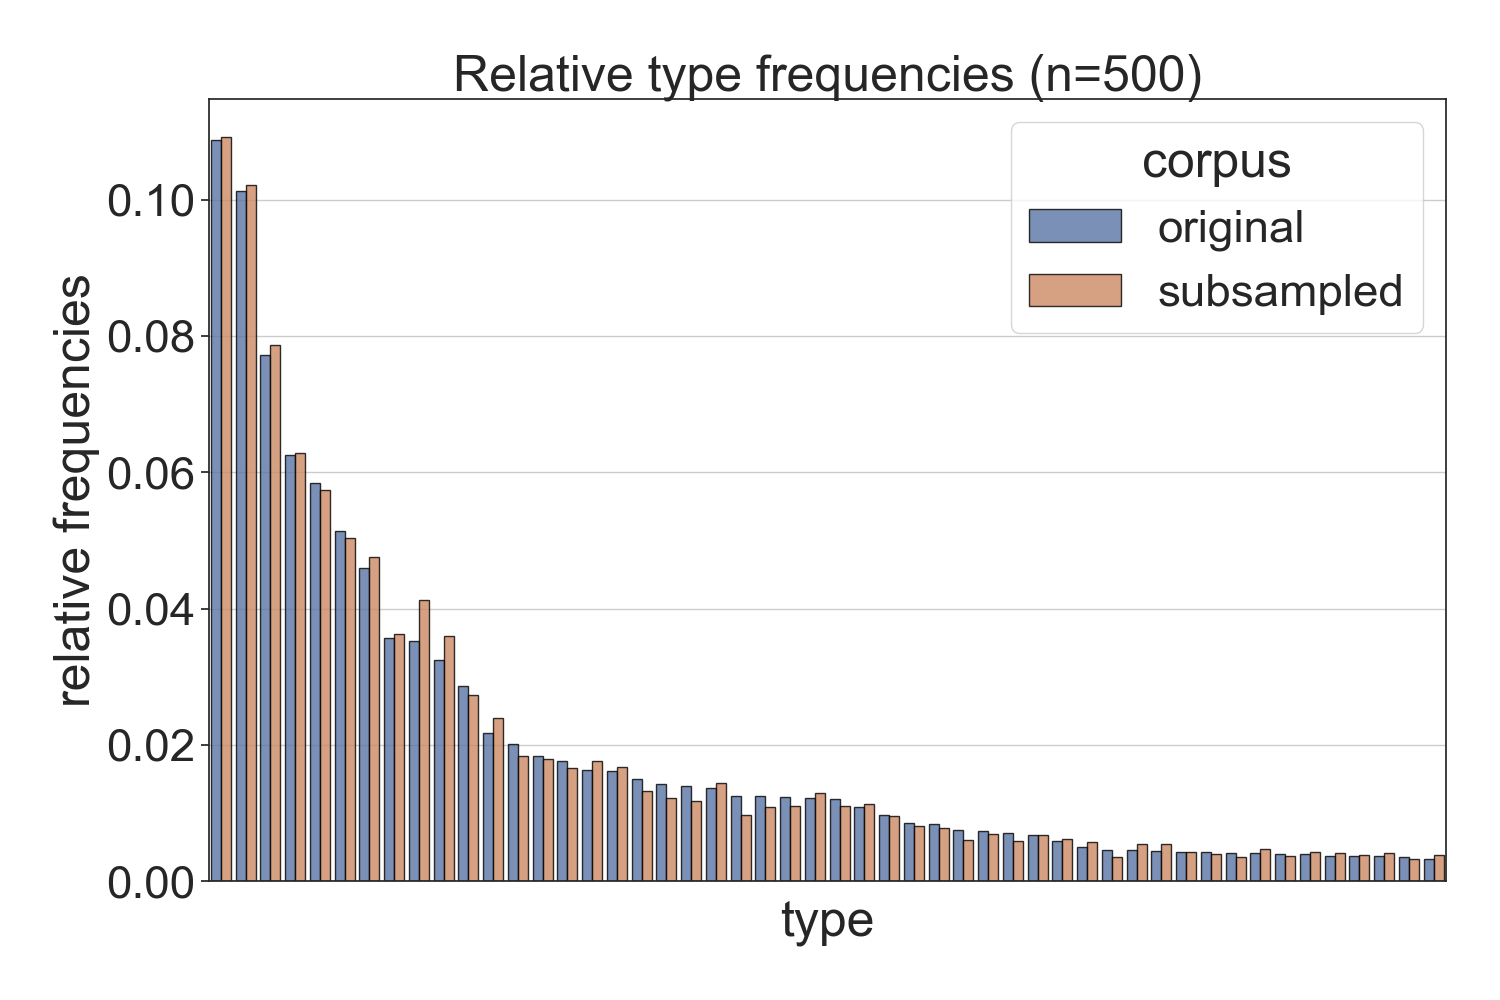 Relative type frequencies (n=500)
corpus
original
subsampled
0.10
0.08
0.06
0.04
0.02
0.00
relative frequencies
type